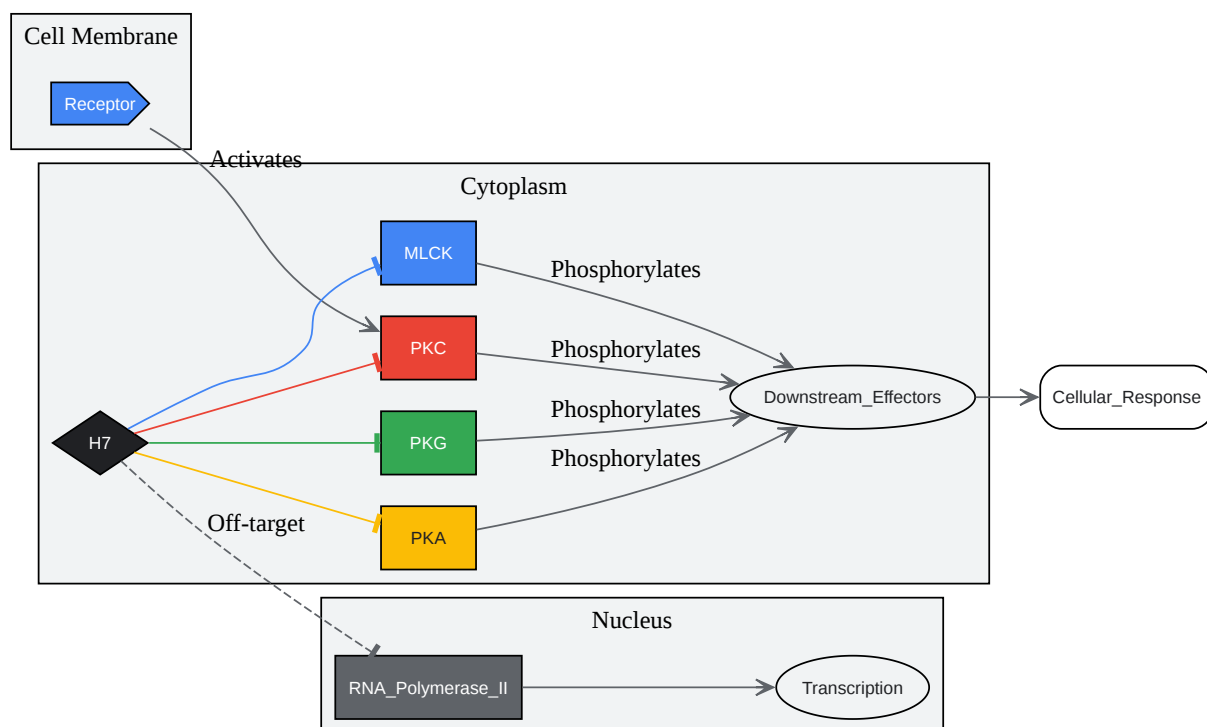 Cell Membrane
Receptor
Activates
Cytoplasm
MLCK
Phosphorylates
PKC
Phosphorylates
Downstream_Effectors
Cellular_Response
H7
PKG
Phosphorylates
Phosphorylates
Off-target
PKA
Nucleus
RNA_Polymerase_II
Transcription